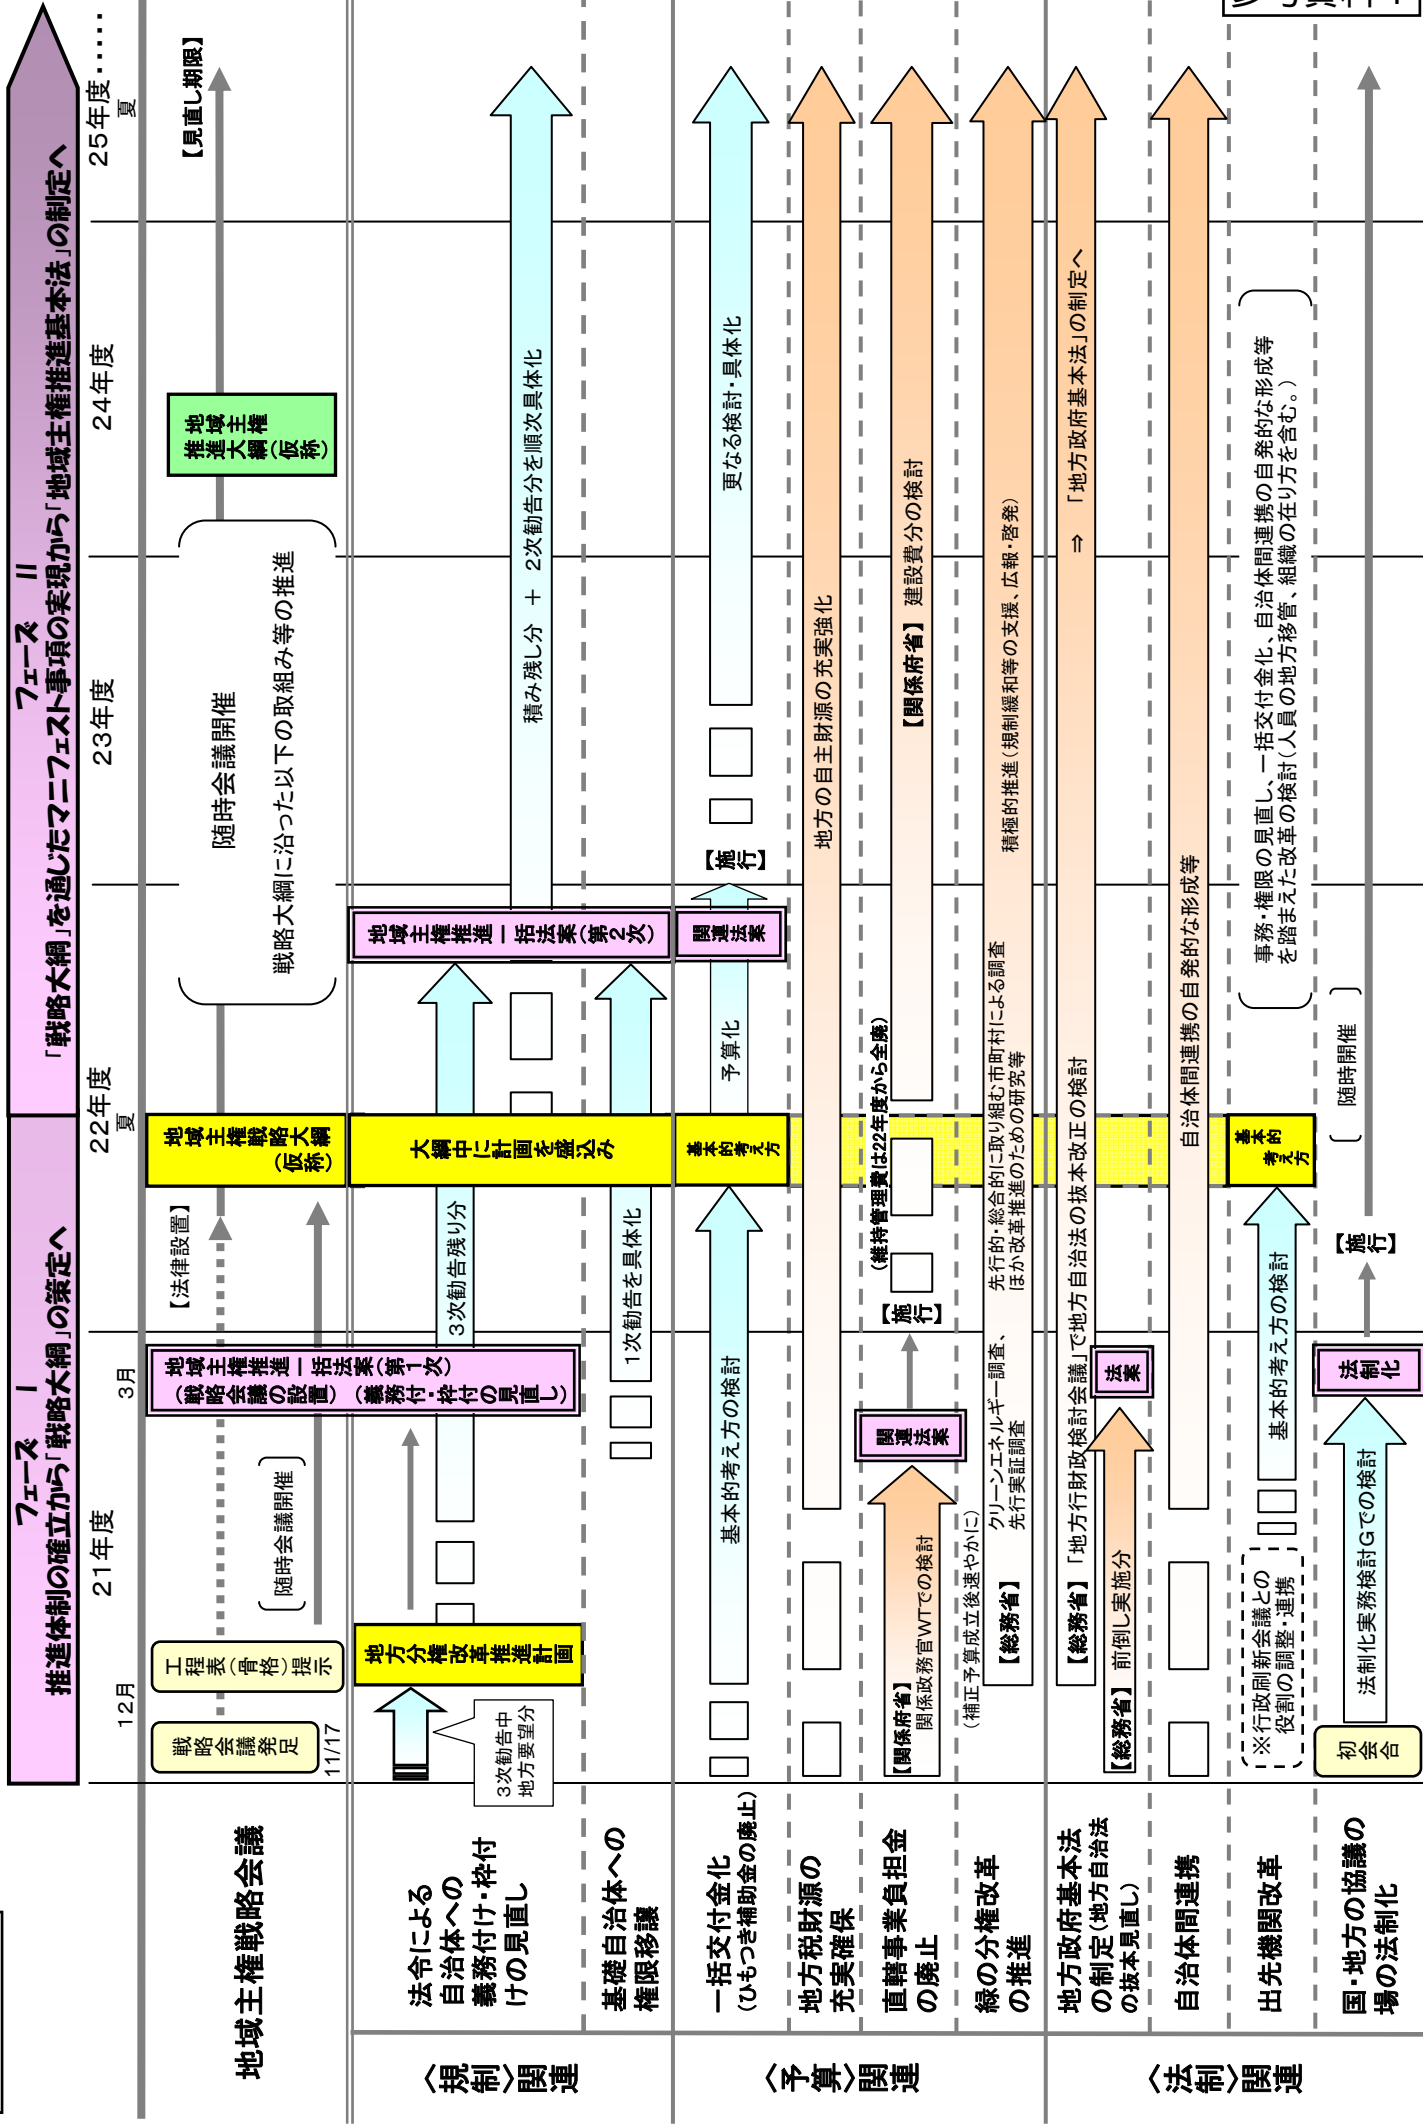 フェーズ Ⅰ
推進体制の確立から「戦略大綱」の策定へ
フェーズ Ⅱ
「戦略大綱」を通じたマニフェスト事項の実現から「地域主権推進基本法」の制定へ
12月
21年度
3月
22年度
夏
23年度
24年度
25年度‥‥‥
夏
地域主権戦略会議
戦略会議発足
11/17
工程表(骨格)提示
〔随時会議開催〕
【法律設置】
地域主権推進一括法案(第1次)
(戦略会議の設置)(義務付・枠付の見直し)
地域主権戦略大綱
(仮称)
随時会議開催
戦略大綱に沿った以下の取組み等の推進
地域主権
推進大綱(仮称)
【見直し期限】
〈規制〉関連
法令による
自治体への
義務付け・枠付
けの見直し
3次勧告中
地方要望分
地方分権改革推進計画
3次勧告残り分
大綱中に計画を盛込み
地域主権推進一括法案(第2次)
積み残し分 + 2次勧告分を順次具体化
基礎自治体への
権限移譲
1次勧告を具体化
〈予算〉関連
一括交付金化
(ひもつき補助金の廃止)
基本的考え方の検討
基本的考え方
予算化
関連法案
【施行】
更なる検討・具体化
地方税財源の
充実確保
地方の自主財源の充実強化
直轄事業負担金
の廃止
【関係府省】
関係政務官WTでの検討
関連法案
【施行】
(維持管理費は22年度から全廃)
【関係府省】 建設費分の検討
緑の分権改革
の推進
(補正予算成立後速やかに)
【総務省】
クリーンエネルギー調査、
先行実証調査
先行的・総合的に取り組む市町村による調査
ほか改革推進のための研究等
積極的推進(規制緩和等の支援、広報・啓発)
〈法制〉関連
地方政府基本法
の制定(地方自治法
の抜本見直し)
【総務省】 「地方行財政検討会議」で地方自治法の抜本改正の検討
⇒ 「地方政府基本法」の制定へ
【総務省】 前倒し実施分
法案
自治体間連携
自治体間連携の自発的な形成等
出先機関改革
※行政刷新会議との
役割の調整・連携
基本的考え方の検討
基本的
考え方
事務・権限の見直し、一括交付金化、自治体間連携の自発的な形成等
を踏まえた改革の検討(人員の地方移管、組織の在り方を含む。)
国・地方の協議の
場の法制化
初会合
法制化実務検討Gでの検討
法制化
【施行】
〔随時開催〕